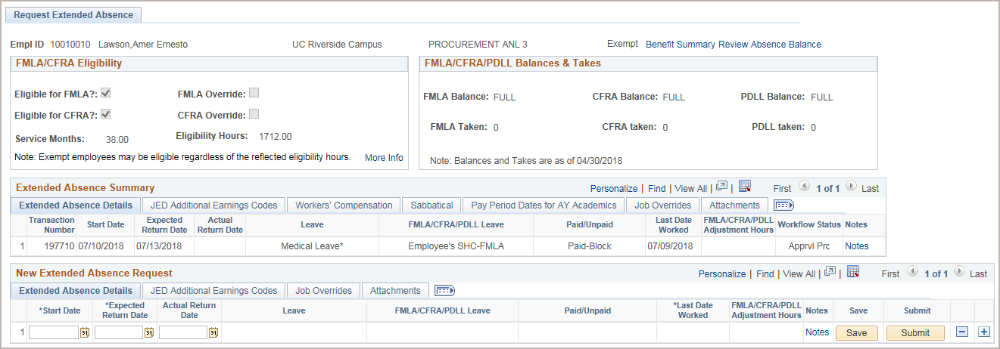 Request Extended Absence
Empl ID 10010010 Lawson,Amer Ernesto UC Riverside Campus PROCUREMENT ANL 3 Exempt Benefit Summary Review Absence Balance
FMLA/CFRA Eligibility
Eligible for FMLA?: FMLA Override:
Eligible for CFRA?: CFRA Override:
Service Months: 38.00 Eligibility Hours: 1712.00
Note: Exempt employees may be eligible regardless of the reflected eligibility hours. More Info
FMLA/CFRA/PDLL Balances & Takes
FMLA Balance: FULL CFRA Balance: FULL PDLL Balance: FULL
FMLA Taken: 0 CFRA taken: 0 PDLL taken: 0
Note: Balances and Takes are as of 04/30/2018
Extended Absence Summary Personalize | Find | View All | | First 1 of 1 Last
Extended Absence Details JED Additional Earnings Codes Workers' Compensation Sabbatical Pay Period Dates for AY Academics Job Overrides Attachments
Transaction Number Start Date Expected Return Date Actual Return Date Leave FMLA/CFRA/PDLL Leave Paid/Unpaid Last Date Worked FMLA/CFRA/PDLL Adjustment Hours Workflow Status Notes
1 197710 07/10/2018 07/13/2018 Medical Leave* Employee's SHC-FMLA Paid-Block 07/09/2018 Apprvl Prc Notes
New Extended Absence Request Personalize | Find | View All | | First 1 of 1 Last
Extended Absence Details JED Additional Earnings Codes Job Overrides Attachments
*Start Date *Expected Return Date Actual Return Date Leave FMLA/CFRA/PDLL Leave Paid/Unpaid *Last Date Worked FMLA/CFRA/PDLL Adjustment Hours Notes Save Submit
1 31 31 31 Notes Save Submit